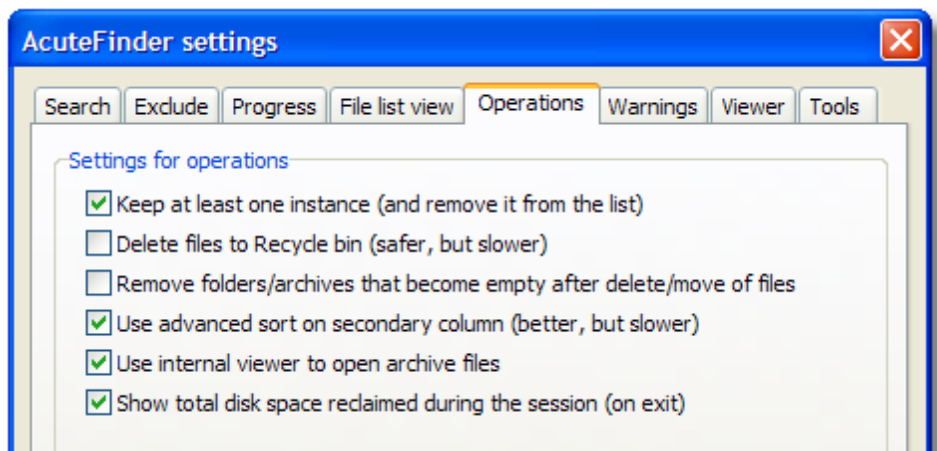 AcuteFinder settings
Search Exclude Progress File list view Operations Warnings Viewer Tools
Settings for operations
Keep at least one instance (and remove it from the list)
Delete files to Recycle bin (safer, but slower)
Remove folders/archives that become empty after delete/move of files
Use advanced sort on secondary column (better, but slower)
Use internal viewer to open archive files
Show total disk space reclaimed during the session (on exit)